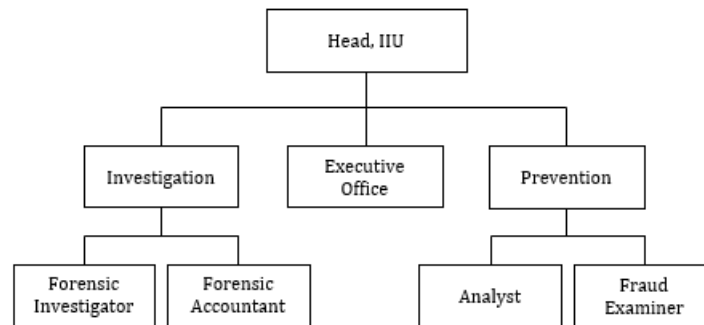 Head, IIU
Investigation
Executive
Office
Prevention
Forensic
Investigator
Forensic
Accountant
Analyst
Fraud
Examiner